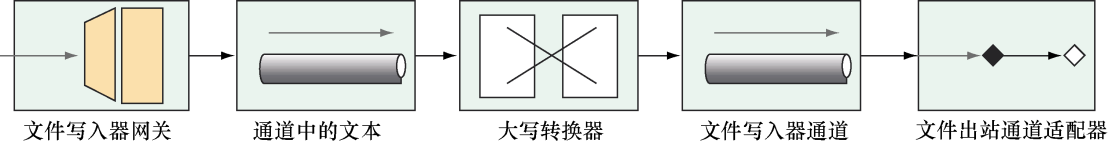 文件写入器网关
通道中的文本
大写转换器
文件写入器通道
文件出站通道适配器